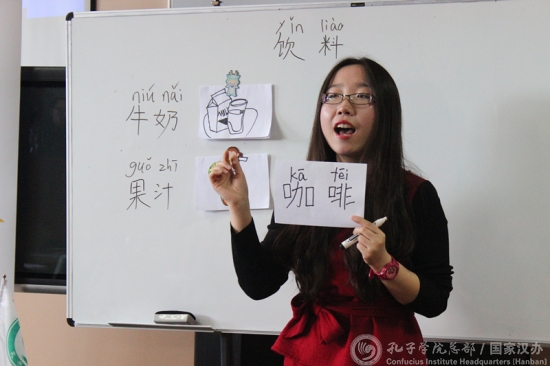 yǐn liào
饮 料
niú nǎi
牛 奶
guǒ zhī
果 汁
kā fēi
咖 啡
孔子学院总部 / 国家汉办
Confucius Institute Headquarters (Hanban)